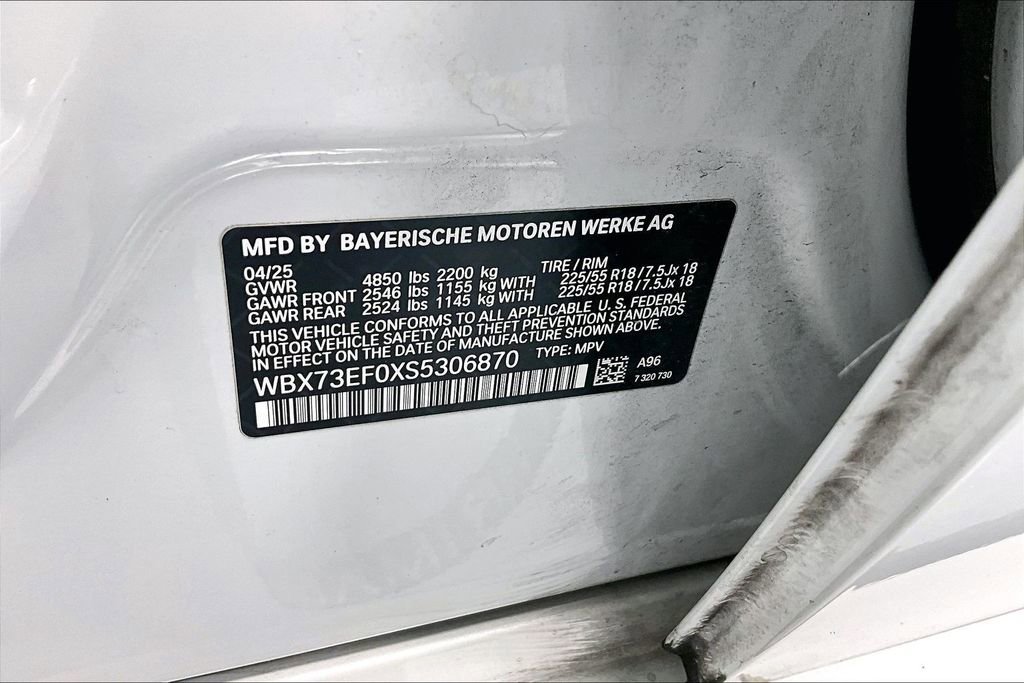 MFD BY BAYERISCHE MOTOREN WERKE AG
04/25 TIRE / RIM
GVWR 4850 lbs 2200 kg
GAWR FRONT 2546 lbs 1155 kg WITH 225/55 R18 / 7.5Jx 18
GAWR REAR 2524 lbs 1145 kg WITH 225/55 R18 / 7.5Jx 18
THIS VEHICLE CONFORMS TO ALL APPLICABLE U.S. FEDERAL
MOTOR VEHICLE SAFETY AND THEFT PREVENTION STANDARDS
IN EFFECT ON THE DATE OF MANUFACTURE SHOWN ABOVE.
WBX73EF0XS5306870 TYPE: MPV
A96
7 320 730